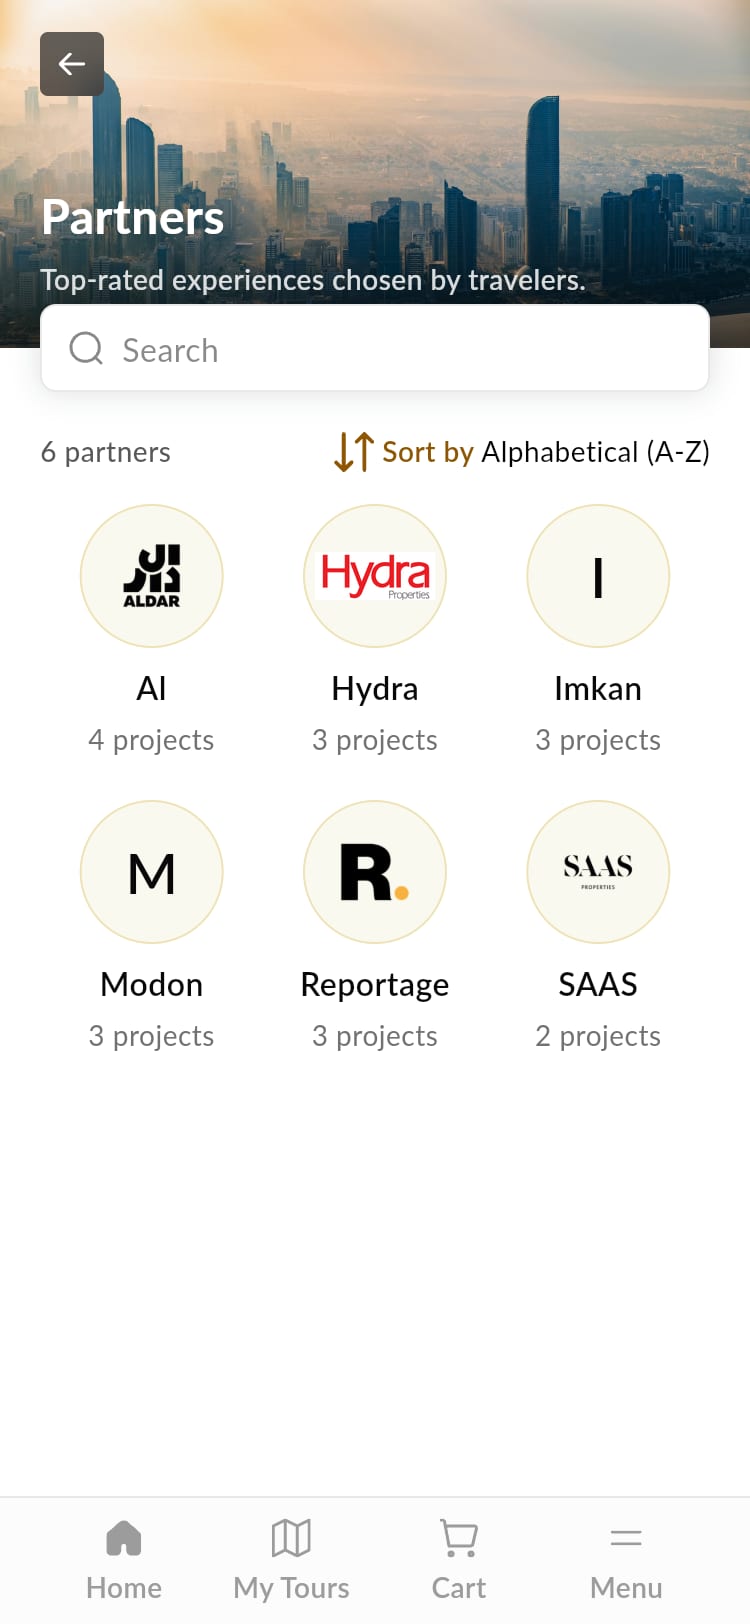 Partners
Top-rated experiences chosen by travelers.
Search
6 partners
Sort by Alphabetical (A-Z)
الدار
ALDAR
Hydra
Properties
I
Al
Hydra
Imkan
4 projects
3 projects
3 projects
M
R.
SAAS
PROPERTIES
Modon
Reportage
SAAS
3 projects
3 projects
2 projects
Home
My Tours
Cart
Menu